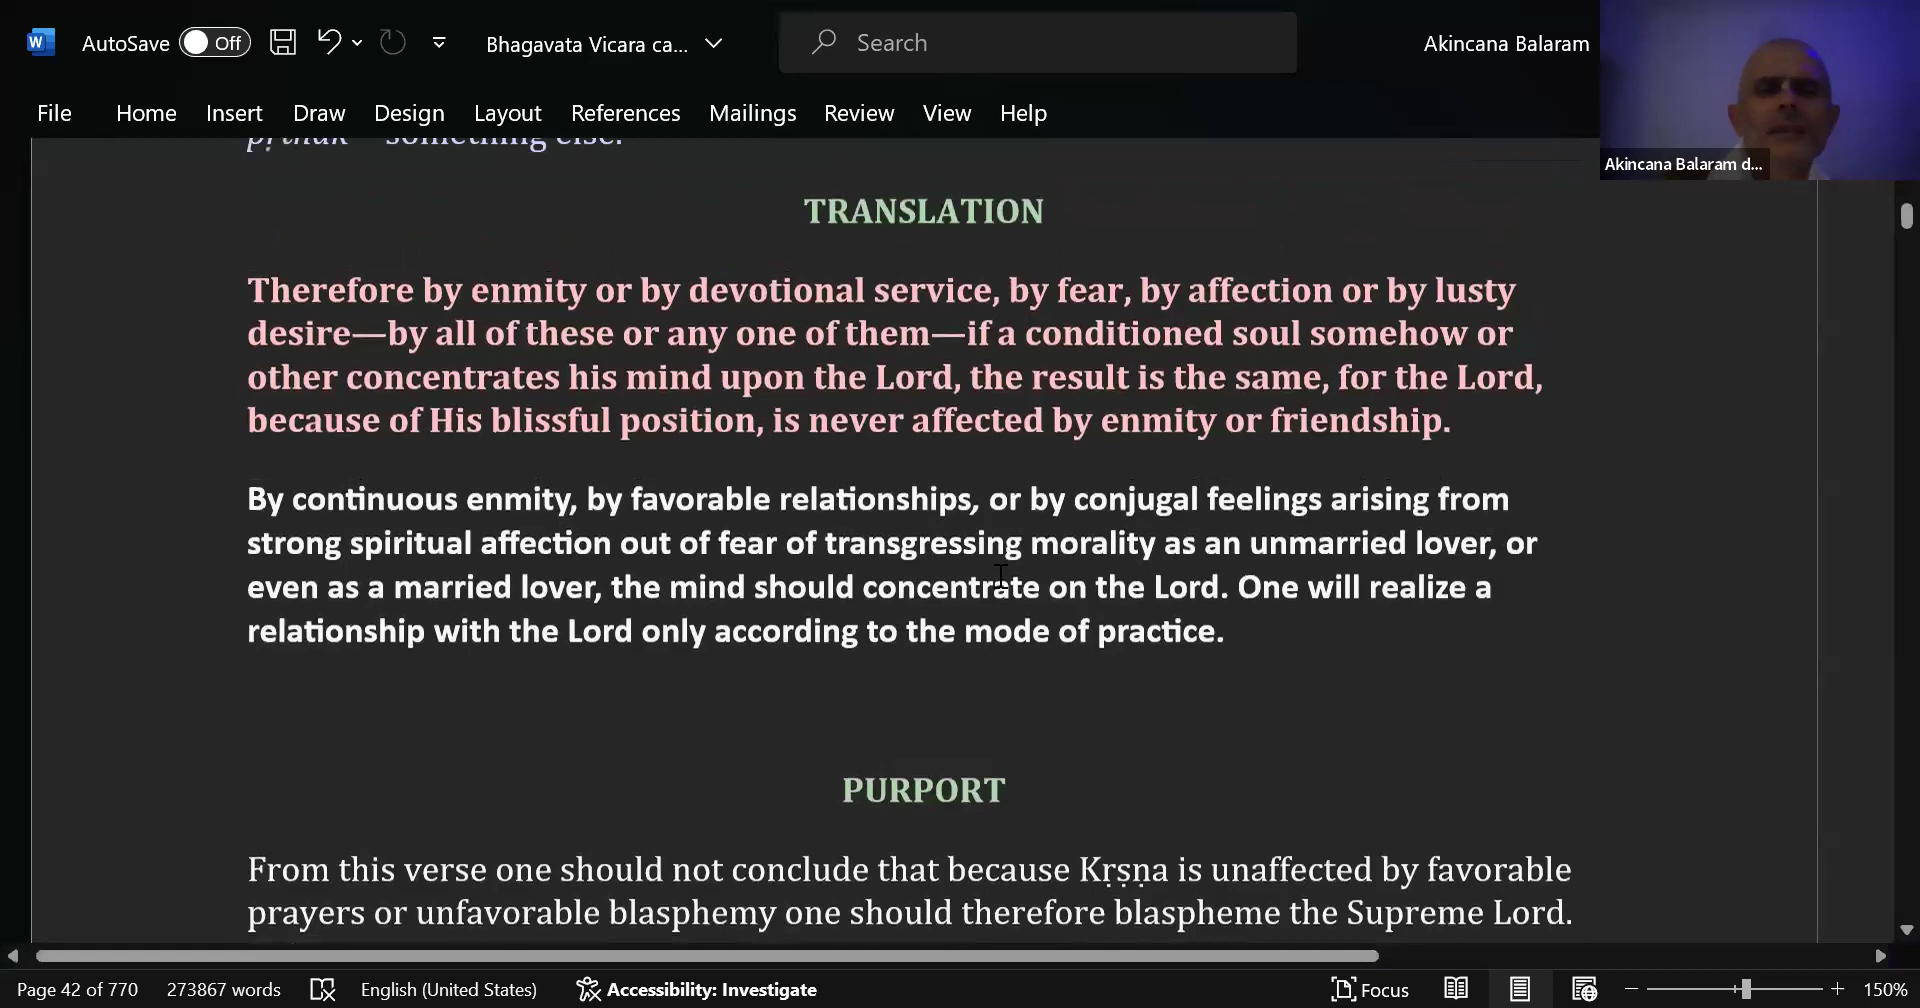 AutoSave Off Bhagavata Vicara ca... Search Akincana Balaram
File Home Insert Draw Design Layout References Mailings Review View Help
Akincana Balaram d...
something else.
TRANSLATION
Therefore by enmity or by devotional service, by fear, by affection or by lusty
desire—by all of these or any one of them—if a conditioned soul somehow or
other concentrates his mind upon the Lord, the result is the same, for the Lord,
because of His blissful position, is never affected by enmity or friendship.
By continuous enmity, by favorable relationships, or by conjugal feelings arising from
strong spiritual affection out of fear of transgressing morality as an unmarried lover, or
even as a married lover, the mind should concentrate on the Lord. One will realize a
relationship with the Lord only according to the mode of practice.
PURPORT
From this verse one should not conclude that because Kṛṣṇa is unaffected by favorable
prayers or unfavorable blasphemy one should therefore blaspheme the Supreme Lord.
Page 42 of 770 273867 words English (United States) Accessibility: Investigate Focus 150%